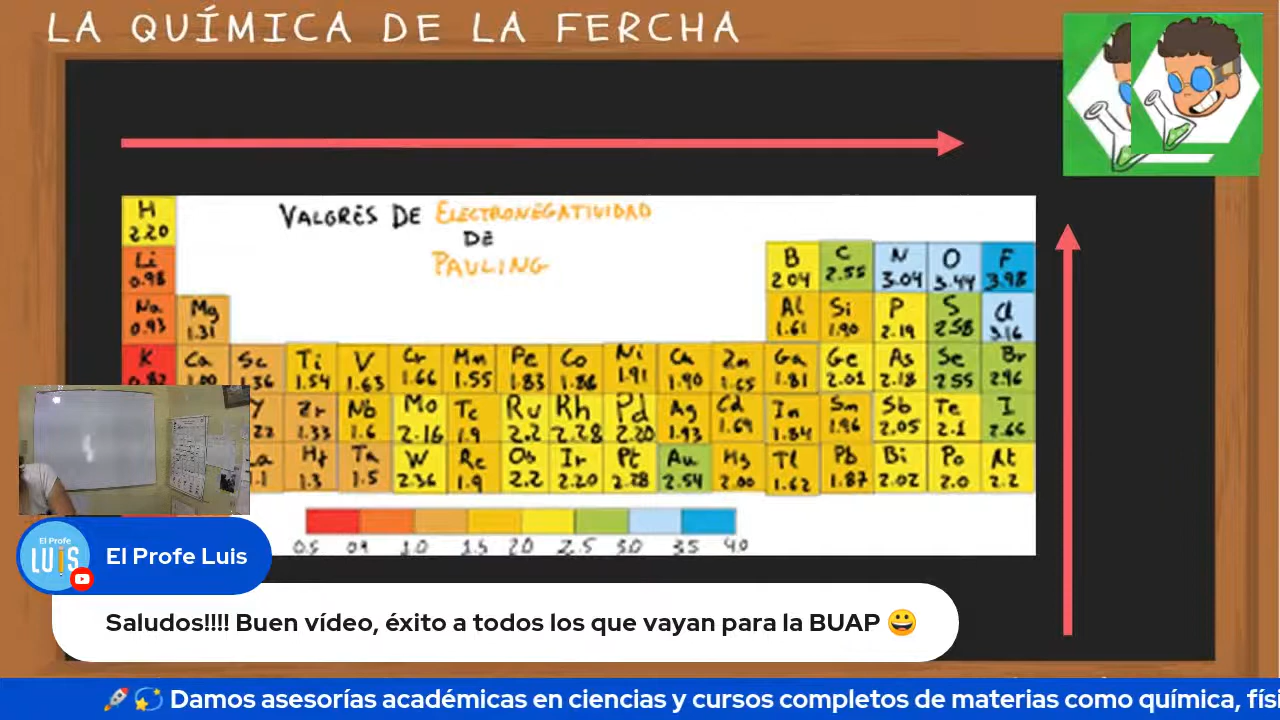 LA QUÍMICA DE LA FERCHA
VALORES DE ELECTRONEGATIVIDAD
DE
PAULING
H
2.20
Li B C N O F
0.98 2.04 2.55 3.04 3.44 3.98
Na Mg Al Si P S Cl
0.93 1.31 1.61 1.90 2.19 2.58 3.16
K Ca Sc Ti V Cr Mn Fe Co Ni Cu Zn Ga Ge As Se Br
0.82 1.00 .36 1.54 1.63 1.66 1.55 1.83 1.88 1.91 1.90 1.65 1.81 2.01 2.18 2.55 2.96
Y Zr Nb Mo Tc Ru Rh Pd Ag Cd In Sn Sb Te I
22 1.33 1.6 2.16 1.9 2.2 2.28 2.20 1.93 1.69 1.84 1.96 2.05 2.1 2.66
La Hf Ta W Re Os Ir Pt Au Hg Tl Pb Bi Po At
.1 1.3 1.5 2.36 1.9 2.2 2.20 2.28 2.54 2.00 1.62 1.87 2.02 2.0 2.2
0.5 0.9 1.0 1.5 2.0 2.5 3.0 3.5 4.0
El Profe
LUIS
El Profe Luis
Saludos!!!! Buen vídeo, éxito a todos los que vayan para la BUAP 😀
🚀 💫 Damos asesorías académicas en ciencias y cursos completos de materias como química, físi